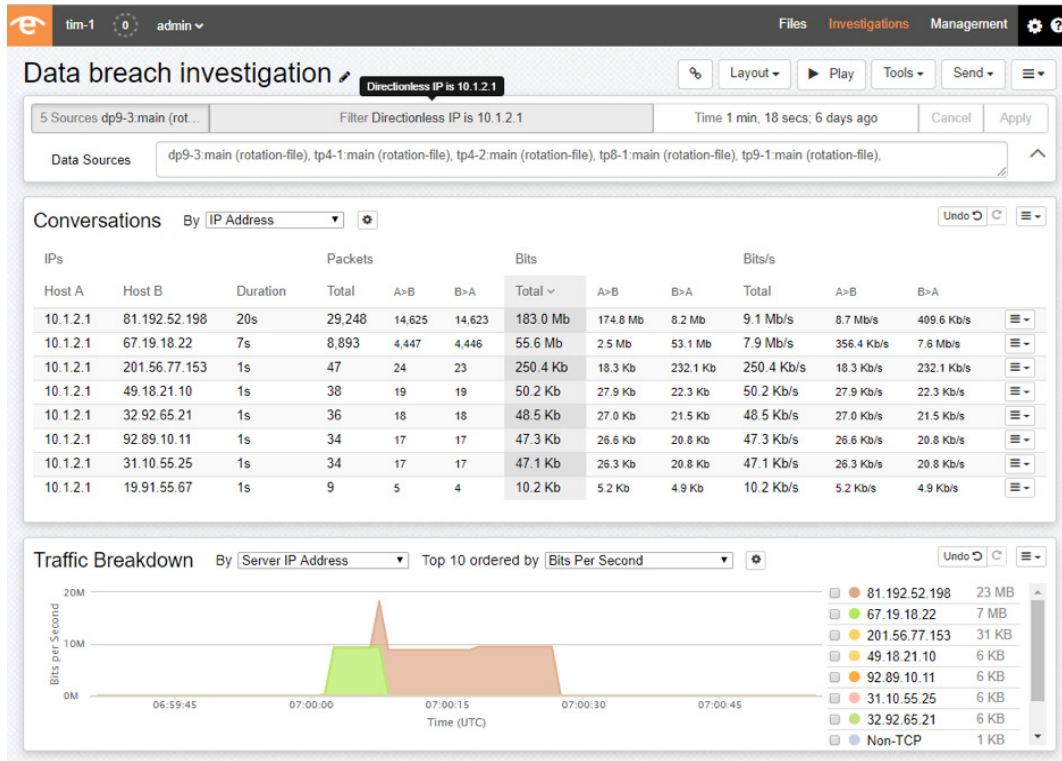 e tim-1 0 admin Files Investigations Management
Data breach investigation Layout Play Tools Send
Directionless IP is 10.1.2.1
5 Sources dp9-3:main (rot... Filter Directionless IP is 10.1.2.1 Time 1 min, 18 secs; 6 days ago Cancel Apply
Data Sources dp9-3:main (rotation-file), tp4-1:main (rotation-file), tp4-2:main (rotation-file), tp8-1:main (rotation-file), tp9-1:main (rotation-file),
Conversations By IP Address Undo
IPs Packets Bits Bits/s
Host A Host B Duration Total A>B B>A Total A>B B>A Total A>B B>A
10.1.2.1 81.192.52.198 20s 29,248 14,625 14,623 183.0 Mb 174.8 Mb 8.2 Mb 9.1 Mb/s 8.7 Mb/s 409.6 Kb/s
10.1.2.1 67.19.18.22 7s 8,893 4,447 4,446 55.6 Mb 2.5 Mb 53.1 Mb 7.9 Mb/s 356.4 Kb/s 7.6 Mb/s
10.1.2.1 201.56.77.153 1s 47 24 23 250.4 Kb 18.3 Kb 232.1 Kb 250.4 Kb/s 18.3 Kb/s 232.1 Kb/s
10.1.2.1 49.18.21.10 1s 38 19 19 50.2 Kb 27.9 Kb 22.3 Kb 50.2 Kb/s 27.9 Kb/s 22.3 Kb/s
10.1.2.1 32.92.65.21 1s 36 18 18 48.5 Kb 27.0 Kb 21.5 Kb 48.5 Kb/s 27.0 Kb/s 21.5 Kb/s
10.1.2.1 92.89.10.11 1s 34 17 17 47.3 Kb 26.6 Kb 20.8 Kb 47.3 Kb/s 26.6 Kb/s 20.8 Kb/s
10.1.2.1 31.10.55.25 1s 34 17 17 47.1 Kb 26.3 Kb 20.8 Kb 47.1 Kb/s 26.3 Kb/s 20.8 Kb/s
10.1.2.1 19.91.55.67 1s 9 5 4 10.2 Kb 5.2 Kb 4.9 Kb 10.2 Kb/s 5.2 Kb/s 4.9 Kb/s
Traffic Breakdown By Server IP Address Top 10 ordered by Bits Per Second Undo
Bits per Second
20M
10M
0M
06:59:45 07:00:00 07:00:15 07:00:30 07:00:45
Time (UTC)
81.192.52.198 23 MB
67.19.18.22 7 MB
201.56.77.153 31 KB
49.18.21.10 6 KB
92.89.10.11 6 KB
31.10.55.25 6 KB
32.92.65.21 6 KB
Non-TCP 1 KB